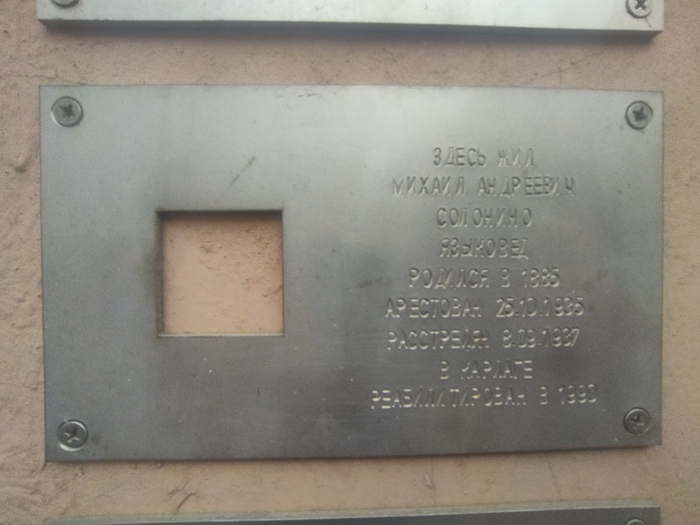 ЗДЕСЬ ЖИЛ
МИХАИЛ АНДРЕЕВИЧ
СОЛОНИНО
ЯЗЫКОВЕД
РОДИЛСЯ В 1885
АРЕСТОВАН 25.10.1935
РАССТРЕЛЯН 8.09.1937
В КАРЛАГЕ
РЕАБИЛИТИРОВАН В 1990